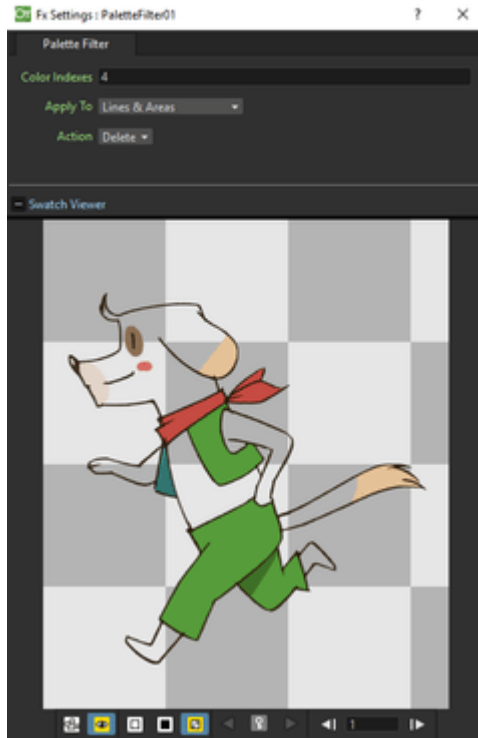 Fx Settings : PaletteFilter01
Palette Filter
Color Indexes 4
Apply To Lines & Areas
Action Delete
Swatch Viewer
1